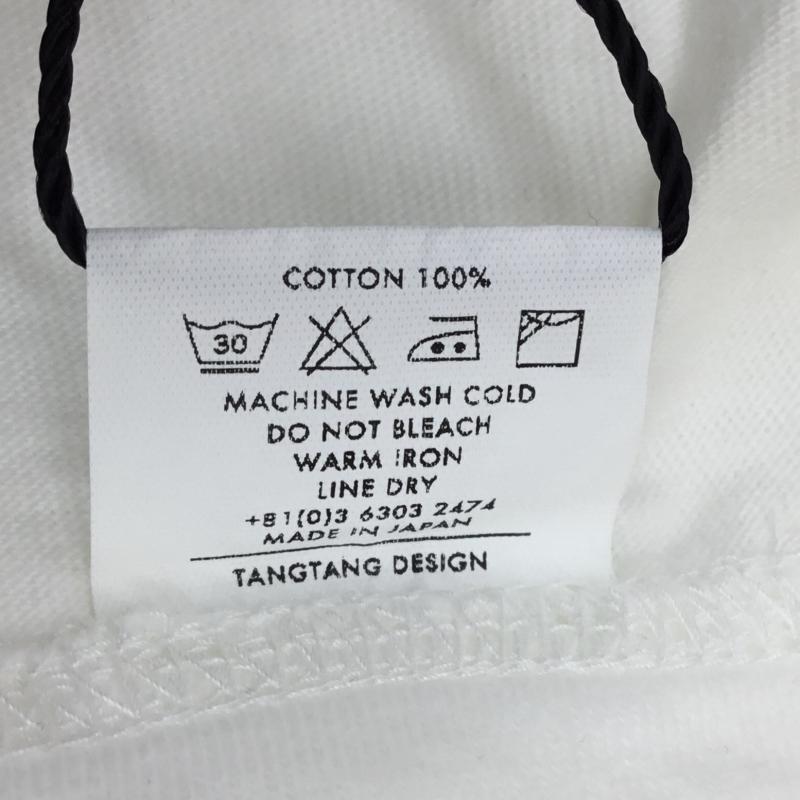 COTTON 100%
30
MACHINE WASH COLD
DO NOT BLEACH
WARM IRON
LINE DRY
+81(0)3 6303 2474
MADE IN JAPAN
TANGTANG DESIGN